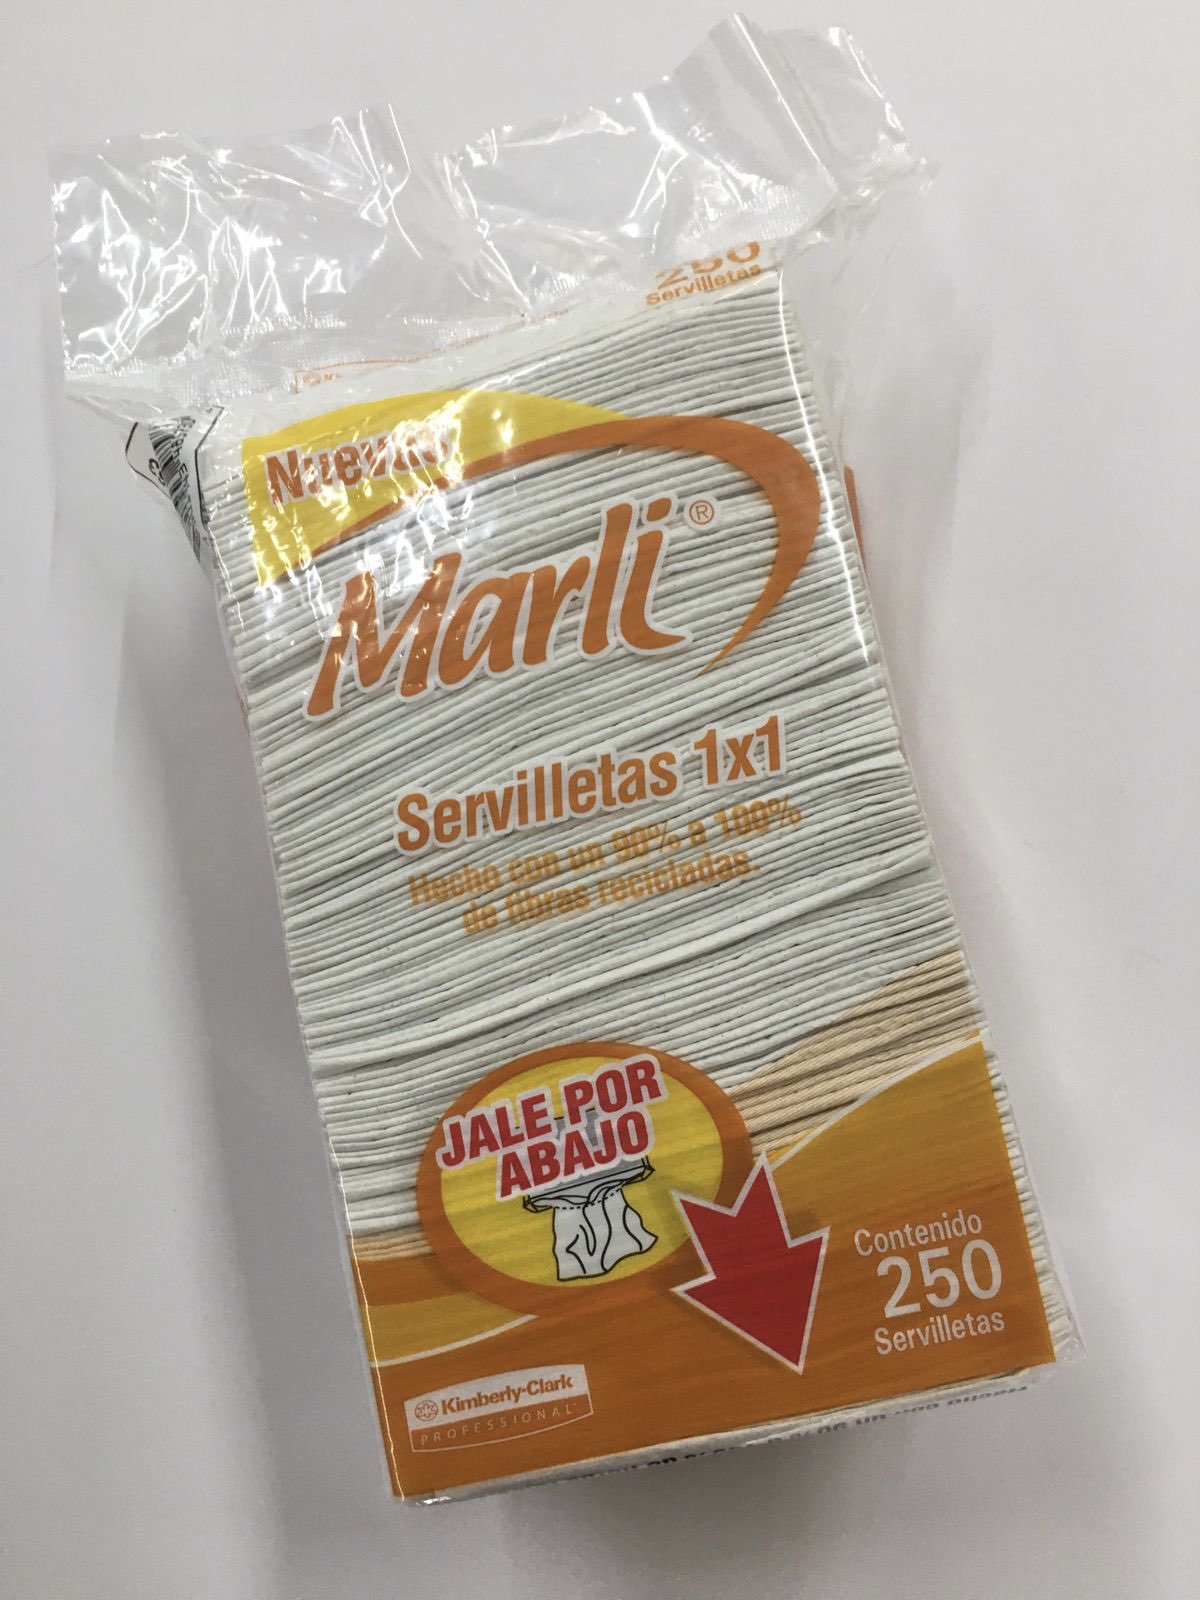 250
Servilletas
Nuevas
Marli®
Servilletas 1x1
Hecho con un 90% a 100%
de fibras recicladas.
JALE POR
ABAJO
Contenido
250
Servilletas
Kimberly-Clark
PROFESSIONAL